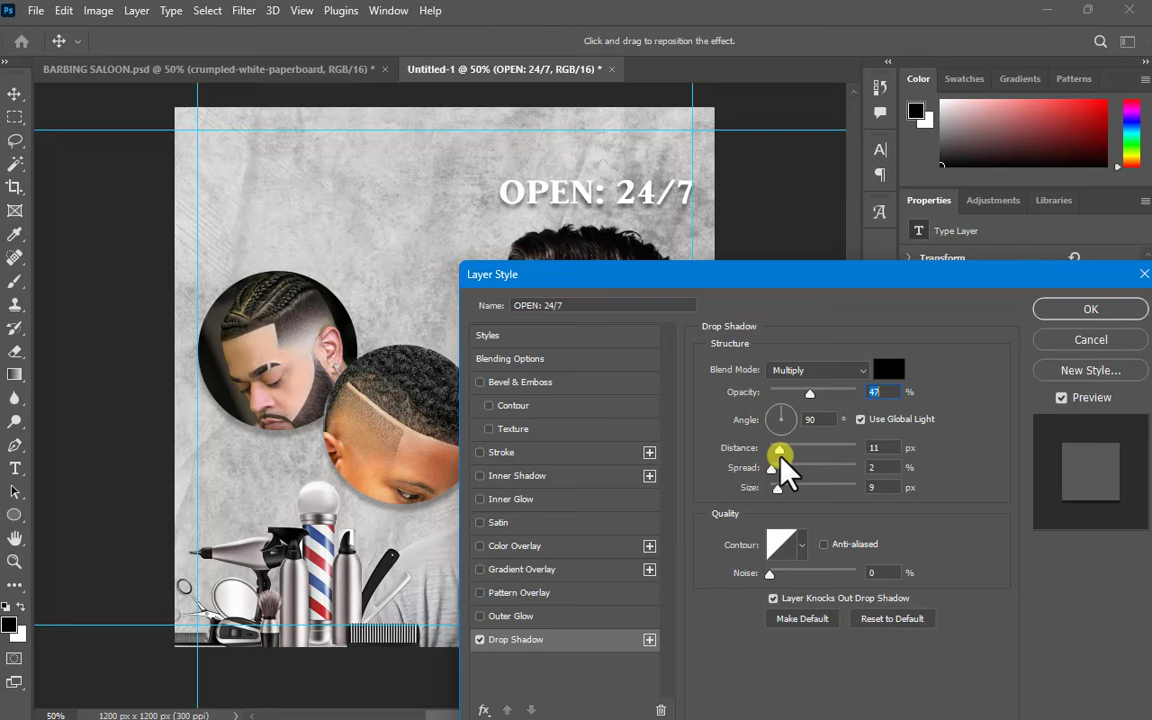 Ps File Edit Image Layer Type Select Filter 3D View Plugins Window Help
Click and drag to reposition the effect.
BARBING SALOON.psd @ 50% (crumpled-white-paperboard, RGB/16) * × Untitled-1 @ 50% (OPEN: 24/7, RGB/16) * ×
Color Swatches Gradients Patterns
OPEN: 24/7
Properties Adjustments Libraries
T Type Layer
Transform
Layer Style
Name: OPEN: 24/7
OK
Cancel
New Style...
Preview
Styles
Blending Options
Bevel & Emboss
Contour
Texture
Stroke
Inner Shadow
Inner Glow
Satin
Color Overlay
Gradient Overlay
Pattern Overlay
Outer Glow
Drop Shadow
fx
Drop Shadow
Structure
Blend Mode: Multiply
Opacity: 47 %
Angle: 90 ° Use Global Light
Distance: 11 px
Spread: 2 %
Size: 9 px
Quality
Contour: Anti-aliased
Noise: 0 %
Layer Knocks Out Drop Shadow
Make Default Reset to Default
50% 1200 px x 1200 px (300 ppi)